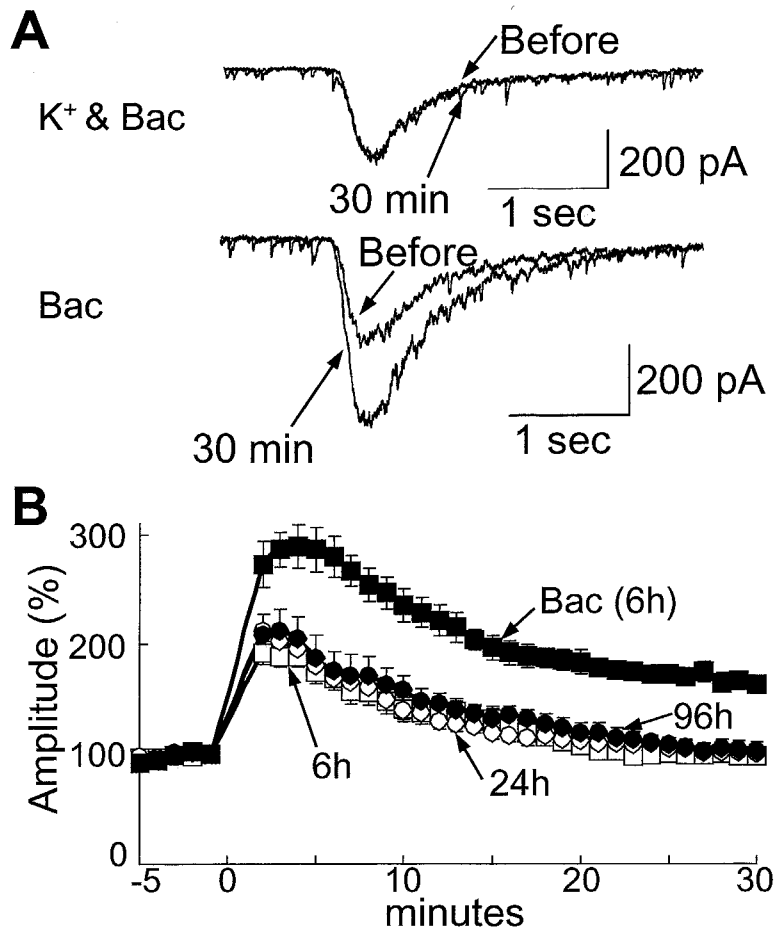 A
Before
K⁺ & Bac
200 pA
30 min
1 sec
Before
Bac
200 pA
30 min
1 sec
B
300
Bac (6h)
200
Amplitude (%)
96h
100
6h
24h
0
-5 0 10 20 30
minutes